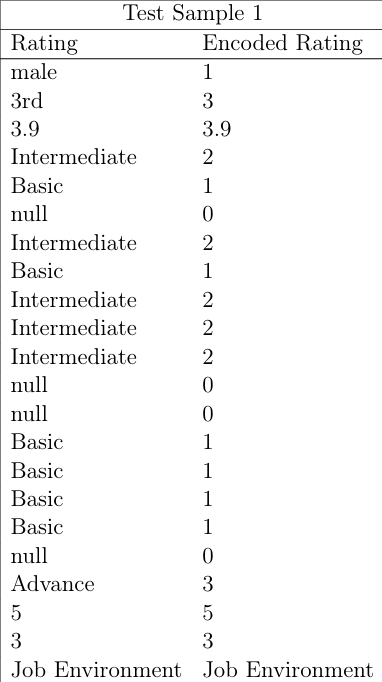 Test Sample 1
Rating Encoded Rating
male 1
3rd 3
3.9 3.9
Intermediate 2
Basic 1
null 0
Intermediate 2
Basic 1
Intermediate 2
Intermediate 2
Intermediate 2
null 0
null 0
Basic 1
Basic 1
Basic 1
Basic 1
null 0
Advance 3
5 5
3 3
Job Environment Job Environment